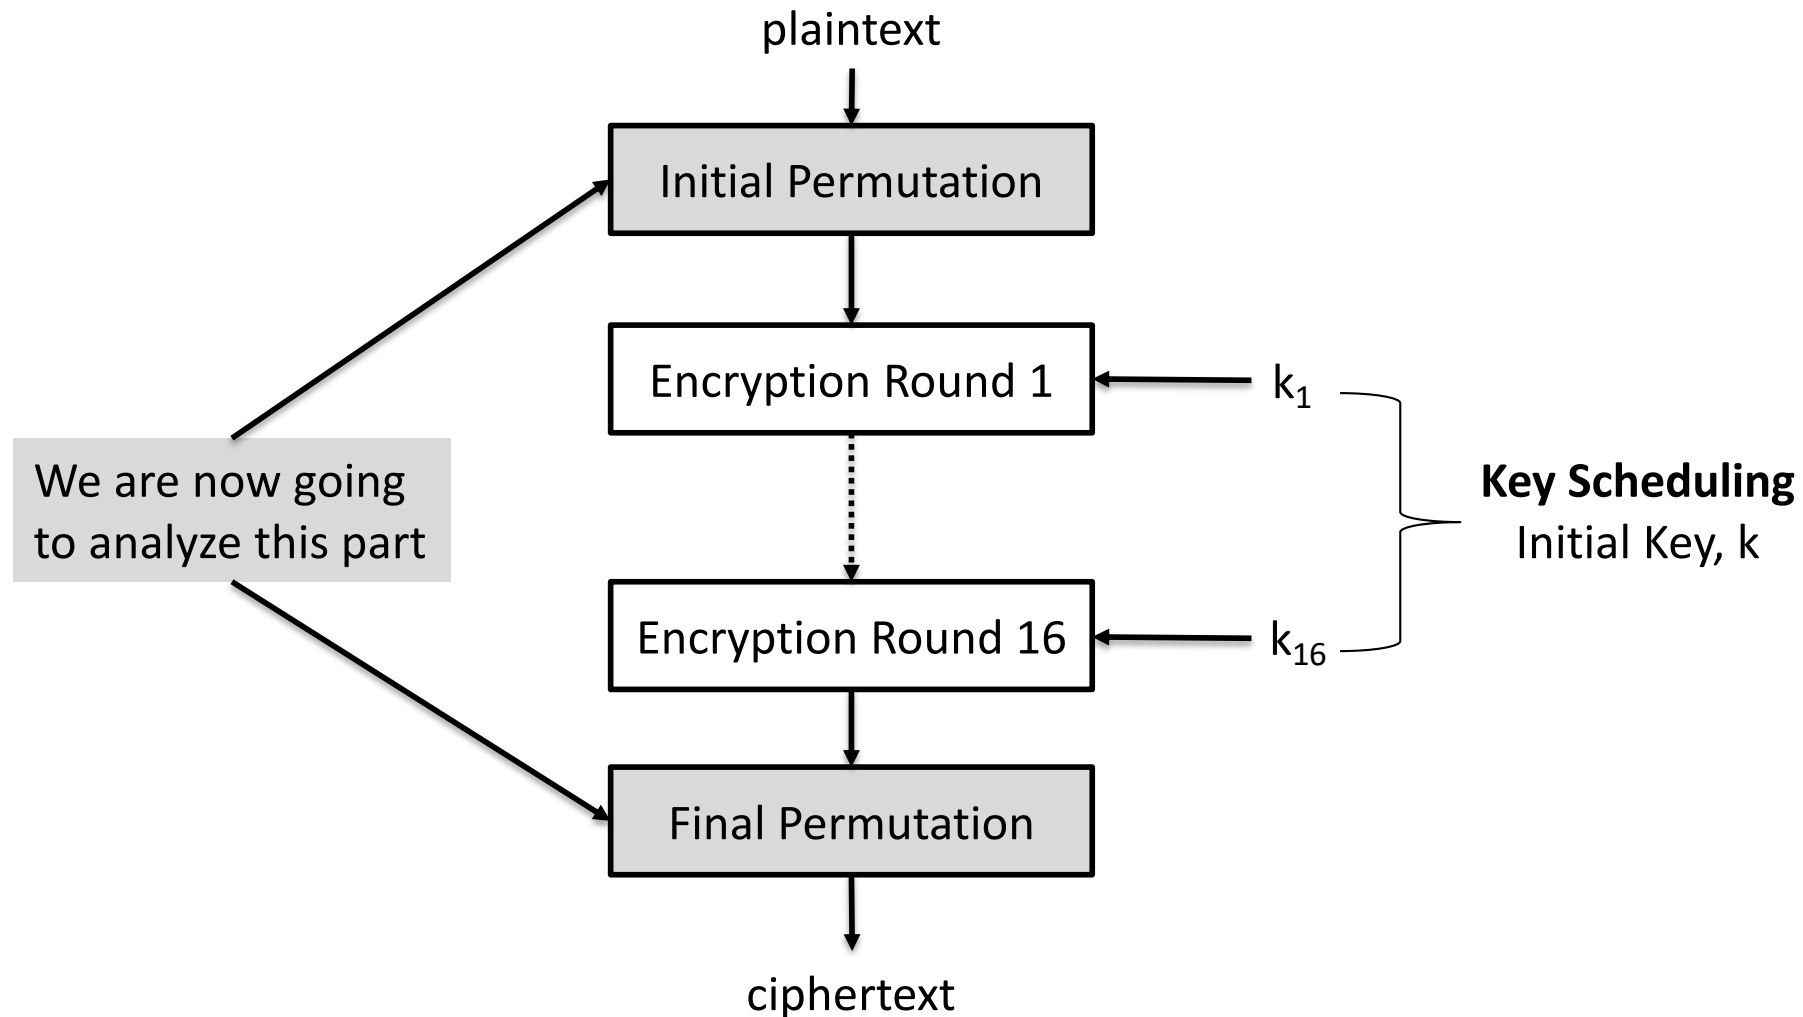 plaintext
Initial Permutation
Encryption Round 1
k1
We are now going
to analyze this part
Key Scheduling
Initial Key, k
Encryption Round 16
k16
Final Permutation
ciphertext